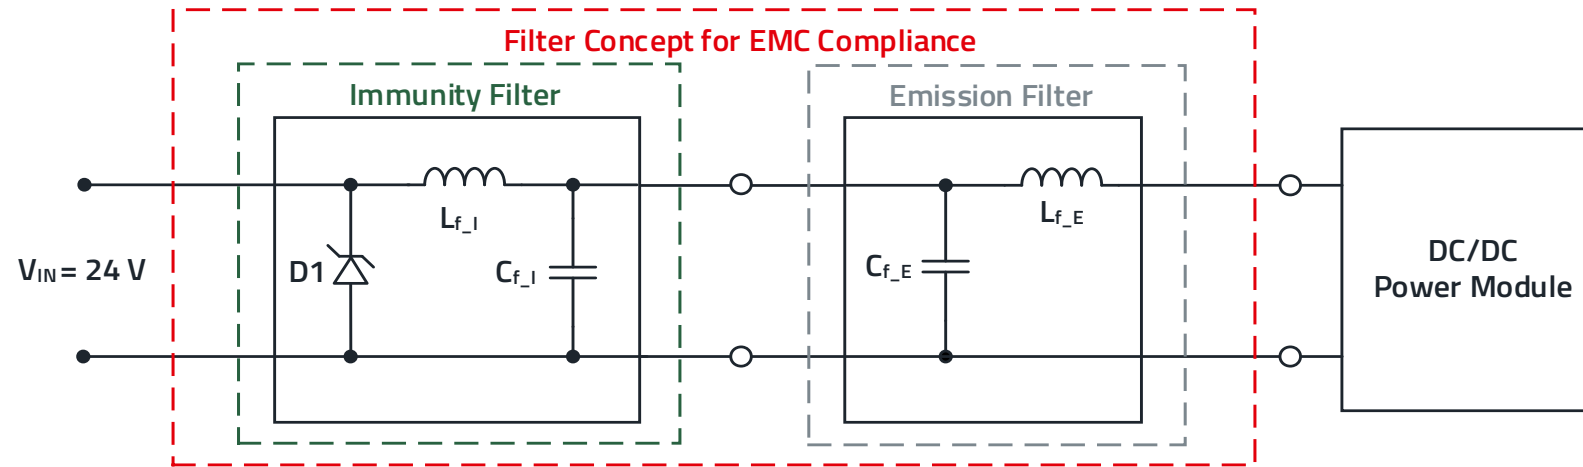 Filter Concept for EMC Compliance
Immunity Filter
Emission Filter
Lf_I
Lf_E
VIN = 24 V
D1
Cf_I
Cf_E
DC/DC
Power Module